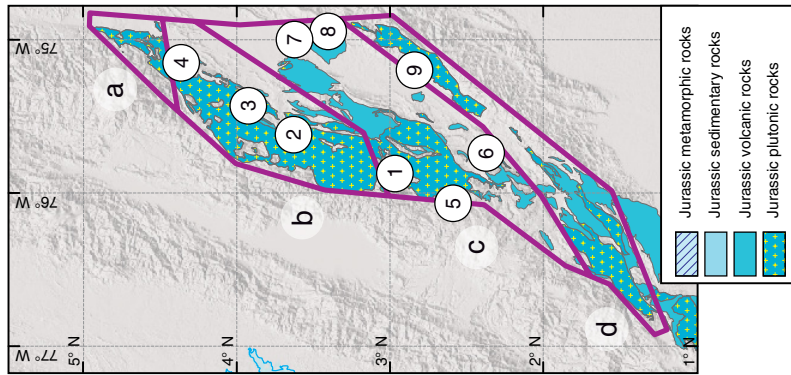 75° W
76° W
77° W
5° N
4° N
3° N
2° N
1° N
a
b
c
d
1
2
3
4
5
6
7
8
9
Jurassic metamorphic rocks
Jurassic sedimentary rocks
Jurassic volcanic rocks
Jurassic plutonic rocks